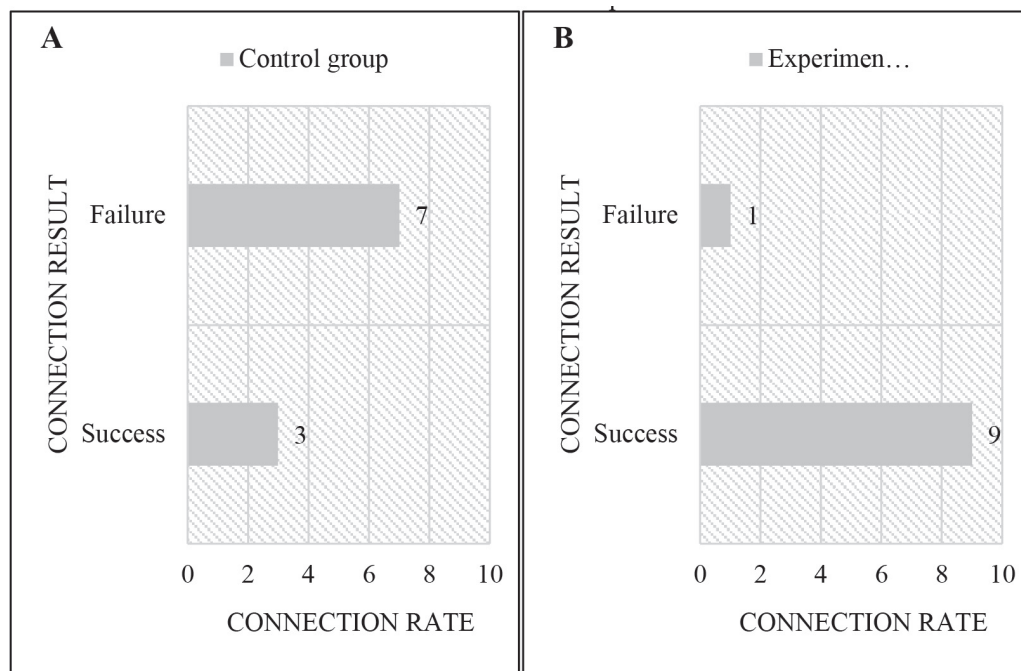 A
Control group
CONNECTION RESULT
Failure
7
Success
3
0 2 4 6 8 10
CONNECTION RATE
B
Experimen…
CONNECTION RESULT
Failure
1
Success
9
0 2 4 6 8 10
CONNECTION RATE